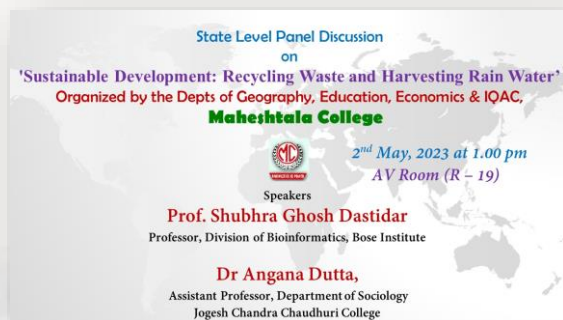 State Level Panel Discussion
on
'Sustainable Development: Recycling Waste and Harvesting Rain Water'
Organized by the Depts of Geography, Education, Economics & IQAC,
Maheshtala College
2nd May, 2023 at 1.00 pm
AV Room (R – 19)
MC
Speakers
Prof. Shubhra Ghosh Dastidar
Professor, Division of Bioinformatics, Bose Institute
Dr Angana Dutta,
Assistant Professor, Department of Sociology
Jogesh Chandra Chaudhuri College